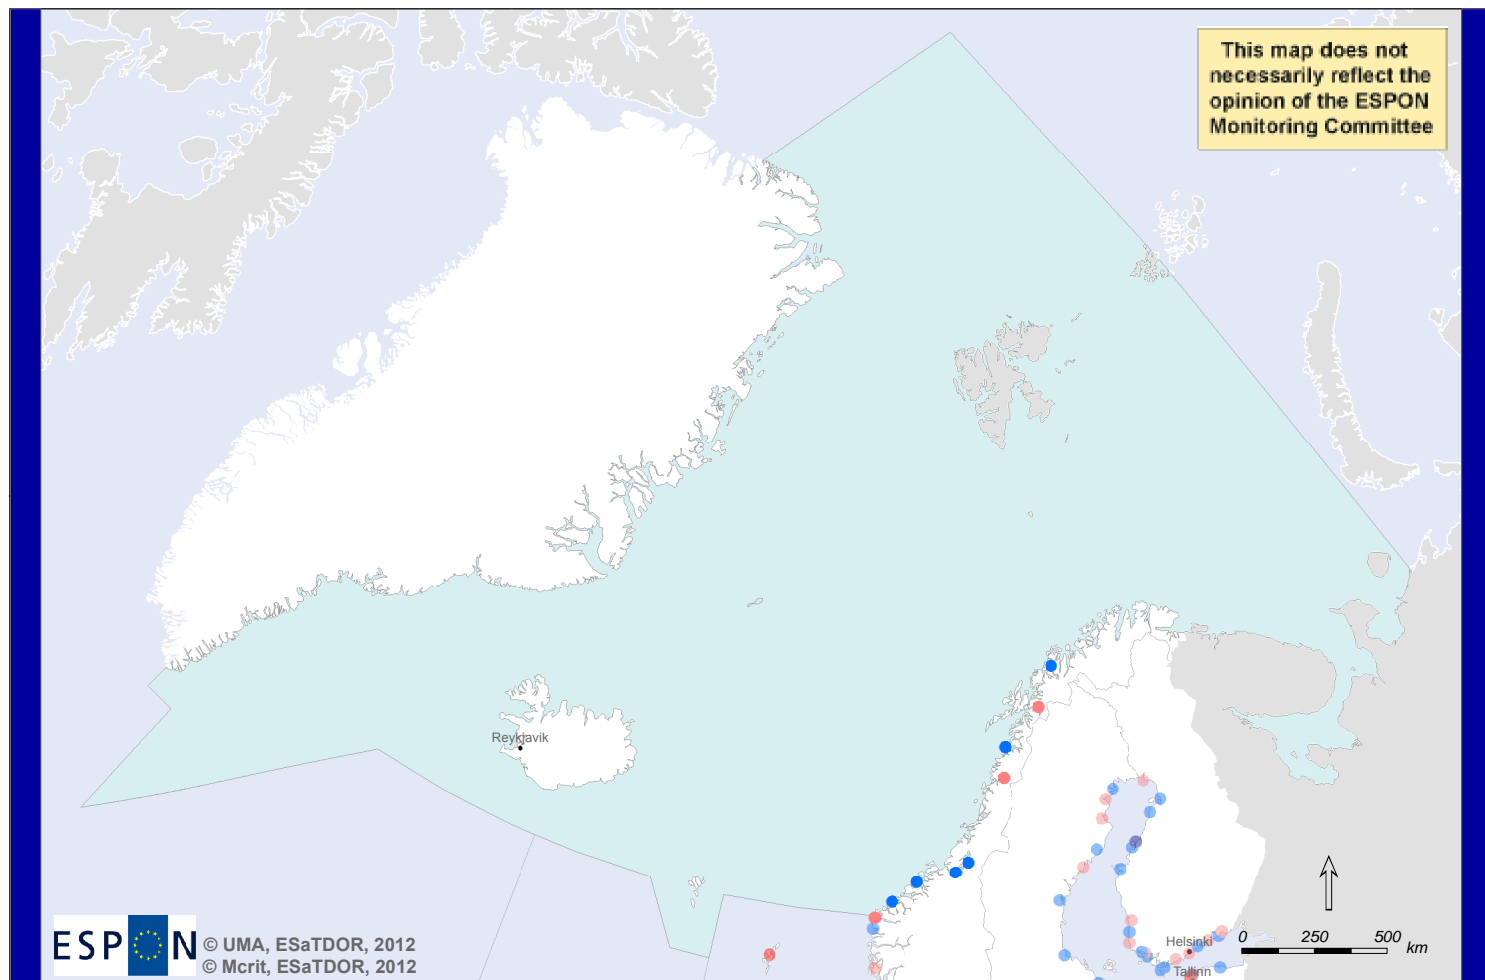 This map does not
necessarily reflect the
opinion of the ESPON
Monitoring Committee
Reykjavik
Helsinki
Tallinn
0 250 500 km
ESPON
© UMA, ESaTDOR, 2012
© Mcrit, ESaTDOR, 2012